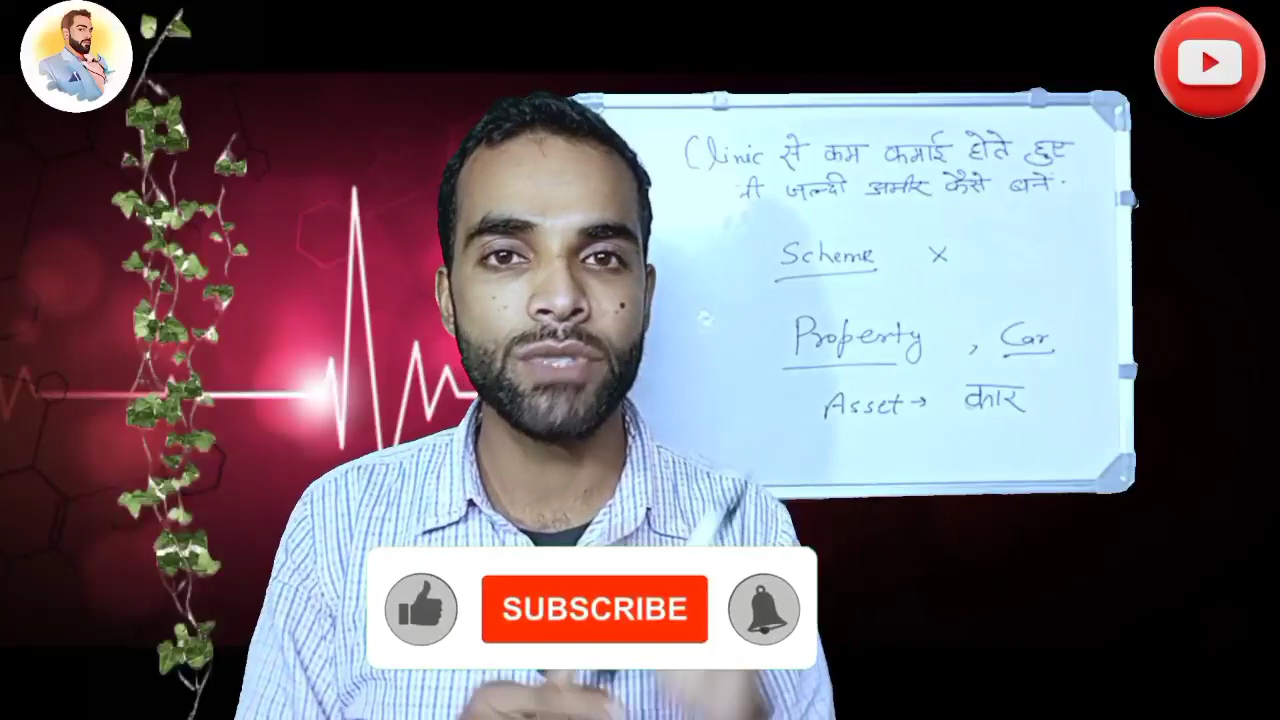 Clinic से कम कमाई होते हुए
भी जल्दी अमीर कैसे बने.
Scheme ×
Property , Car
Asset → कार
SUBSCRIBE